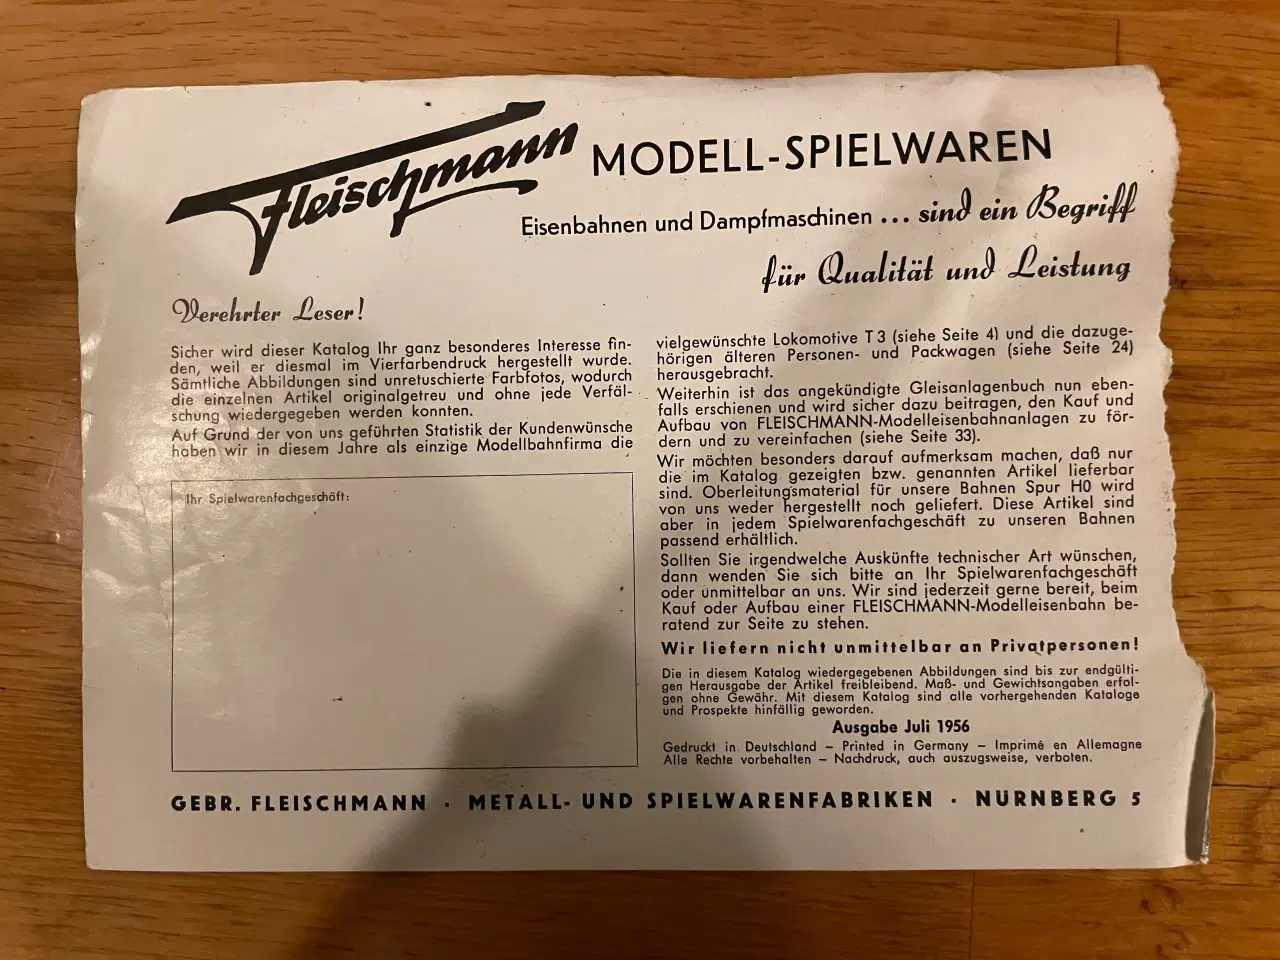 Fleischmann MODELL-SPIELWAREN
Eisenbahnen und Dampfmaschinen ... sind ein Begriff
für Qualität und Leistung
Verehrter Leser!
Sicher wird dieser Katalog Ihr ganz besonderes Interesse fin-
den, weil er diesmal im Vierfarbendruck hergestellt wurde.
Sämtliche Abbildungen sind unretuschierte Farbfotos, wodurch
die einzelnen Artikel originalgetreu und ohne jede Verfäl-
schung wiedergegeben werden konnten.
Auf Grund der von uns geführten Statistik der Kundenwünsche
haben wir in diesem Jahre als einzige Modellbahnfirma die
Ihr Spielwarenfachgeschäft:
vielgewünschte Lokomotive T 3 (siehe Seite 4) und die dazuge-
hörigen älteren Personen- und Packwagen (siehe Seite 24)
herausgebracht.
Weiterhin ist das angekündigte Gleisanlagenbuch nun eben-
falls erschienen und wird sicher dazu beitragen, den Kauf und
Aufbau von FLEISCHMANN-Modelleisenbahnanlagen zu för-
dern und zu vereinfachen (siehe Seite 33).
Wir möchten besonders darauf aufmerksam machen, daß nur
die im Katalog gezeigten bzw. genannten Artikel lieferbar
sind. Oberleitungsmaterial für unsere Bahnen Spur H0 wird
von uns weder hergestellt noch geliefert. Diese Artikel sind
aber in jedem Spielwarenfachgeschäft zu unseren Bahnen
passend erhältlich.
Sollten Sie irgendwelche Auskünfte technischer Art wünschen,
dann wenden Sie sich bitte an Ihr Spielwarenfachgeschäft
oder unmittelbar an uns. Wir sind jederzeit gerne bereit, beim
Kauf oder Aufbau einer FLEISCHMANN-Modelleisenbahn be-
ratend zur Seite zu stehen.
Wir liefern nicht unmittelbar an Privatpersonen!
Die in diesem Katalog wiedergegebenen Abbildungen sind bis zur endgülti-
gen Herausgabe der Artikel freibleibend. Maß- und Gewichtsangaben erfol-
gen ohne Gewähr. Mit diesem Katalog sind alle vorhergehenden Kataloge
und Prospekte hinfällig geworden.
Ausgabe Juli 1956
Gedruckt in Deutschland – Printed in Germany – Imprimé en Allemagne
Alle Rechte vorbehalten – Nachdruck, auch auszugsweise, verboten.
GEBR. FLEISCHMANN · METALL- UND SPIELWARENFABRIKEN · NÜRNBERG 5